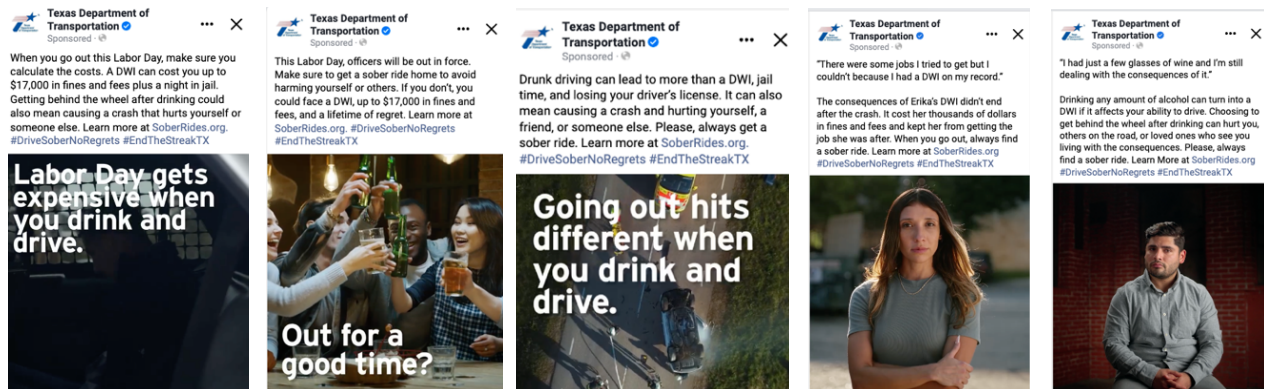 Texas Department of
Transportation
Sponsored ·
When you go out this Labor Day, make sure you
calculate the costs. A DWI can cost you up to
$17,000 in fines and fees plus a night in jail.
Getting behind the wheel after drinking could
also mean causing a crash that hurts yourself or
someone else. Learn more at SoberRides.org.
#DriveSoberNoRegrets #EndTheStreakTX
Labor Day gets
expensive when
you drink and
drive.
Texas Department of
Transportation
Sponsored ·
This Labor Day, officers will be out in force.
Make sure to get a sober ride home to avoid
harming yourself or others. If you don't, you
could face a DWI, up to $17,000 in fines and
fees, and a lifetime of regret. Learn more at
SoberRides.org. #DriveSoberNoRegrets
#EndTheStreakTX
Out for a
good time?
Texas Department of
Transportation
Sponsored ·
Drunk driving can lead to more than a DWI, jail
time, and losing your driver's license. It can also
mean causing a crash and hurting yourself, a
friend, or someone else. Please, always get a
sober ride. Learn more at SoberRides.org.
#DriveSoberNoRegrets #EndTheStreakTX
Going out hits
different when
you drink and
drive.
Texas Department of
Transportation
Sponsored ·
"There were some jobs I tried to get but I
couldn't because I had a DWI on my record."
The consequences of Erika's DWI didn't end
after the crash. It cost her thousands of dollars
in fines and fees and kept her from getting the
job she was after. When you go out, always find
a sober ride. Learn more at SoberRides.org
#DriveSoberNoRegrets #EndTheStreakTX
Texas Department of
Transportation
Sponsored ·
"I had just a few glasses of wine and I'm still
dealing with the consequences of it."
Drinking any amount of alcohol can turn into a
DWI if it affects your ability to drive. Choosing to
get behind the wheel after drinking can hurt you,
others on the road, or loved ones who see you
living with the consequences. Please, always
find a sober ride. Learn More at SoberRides.org
#DriveSoberNoRegrets #EndTheStreakTX